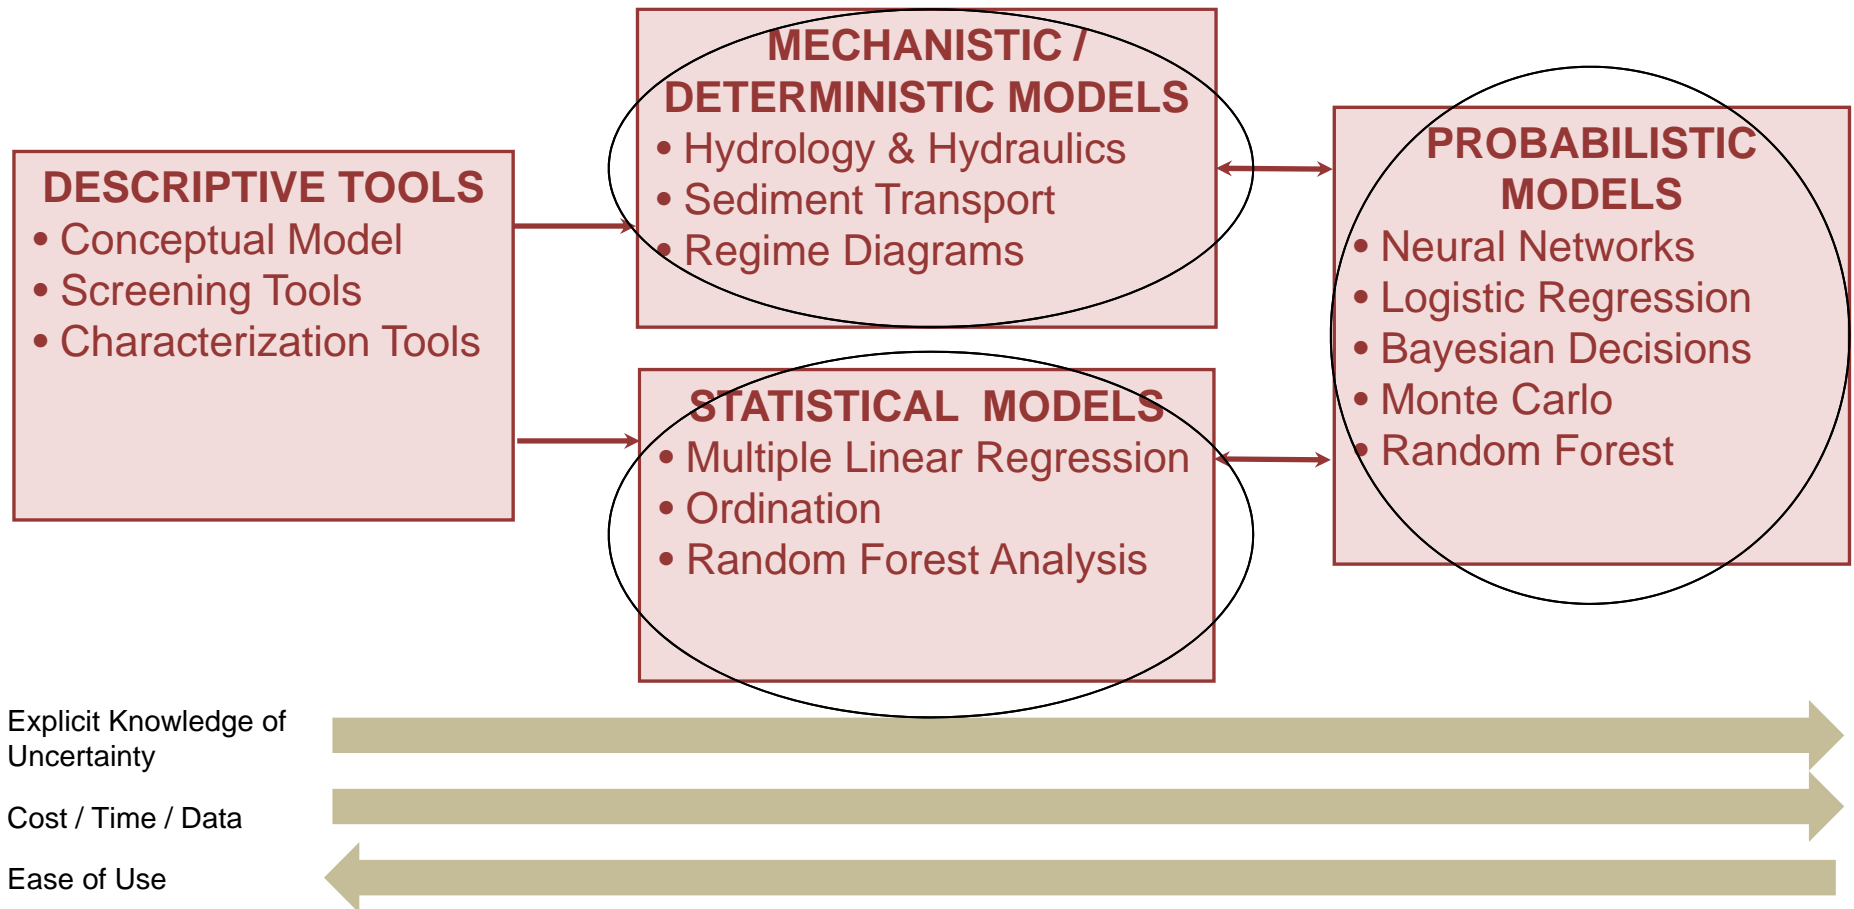 DESCRIPTIVE TOOLS
• Conceptual Model
• Screening Tools
• Characterization Tools
MECHANISTIC /
DETERMINISTIC MODELS
• Hydrology & Hydraulics
• Sediment Transport
• Regime Diagrams
STATISTICAL MODELS
• Multiple Linear Regression
• Ordination
• Random Forest Analysis
PROBABILISTIC
MODELS
• Neural Networks
• Logistic Regression
• Bayesian Decisions
• Monte Carlo
• Random Forest
Explicit Knowledge of
Uncertainty
Cost / Time / Data
Ease of Use